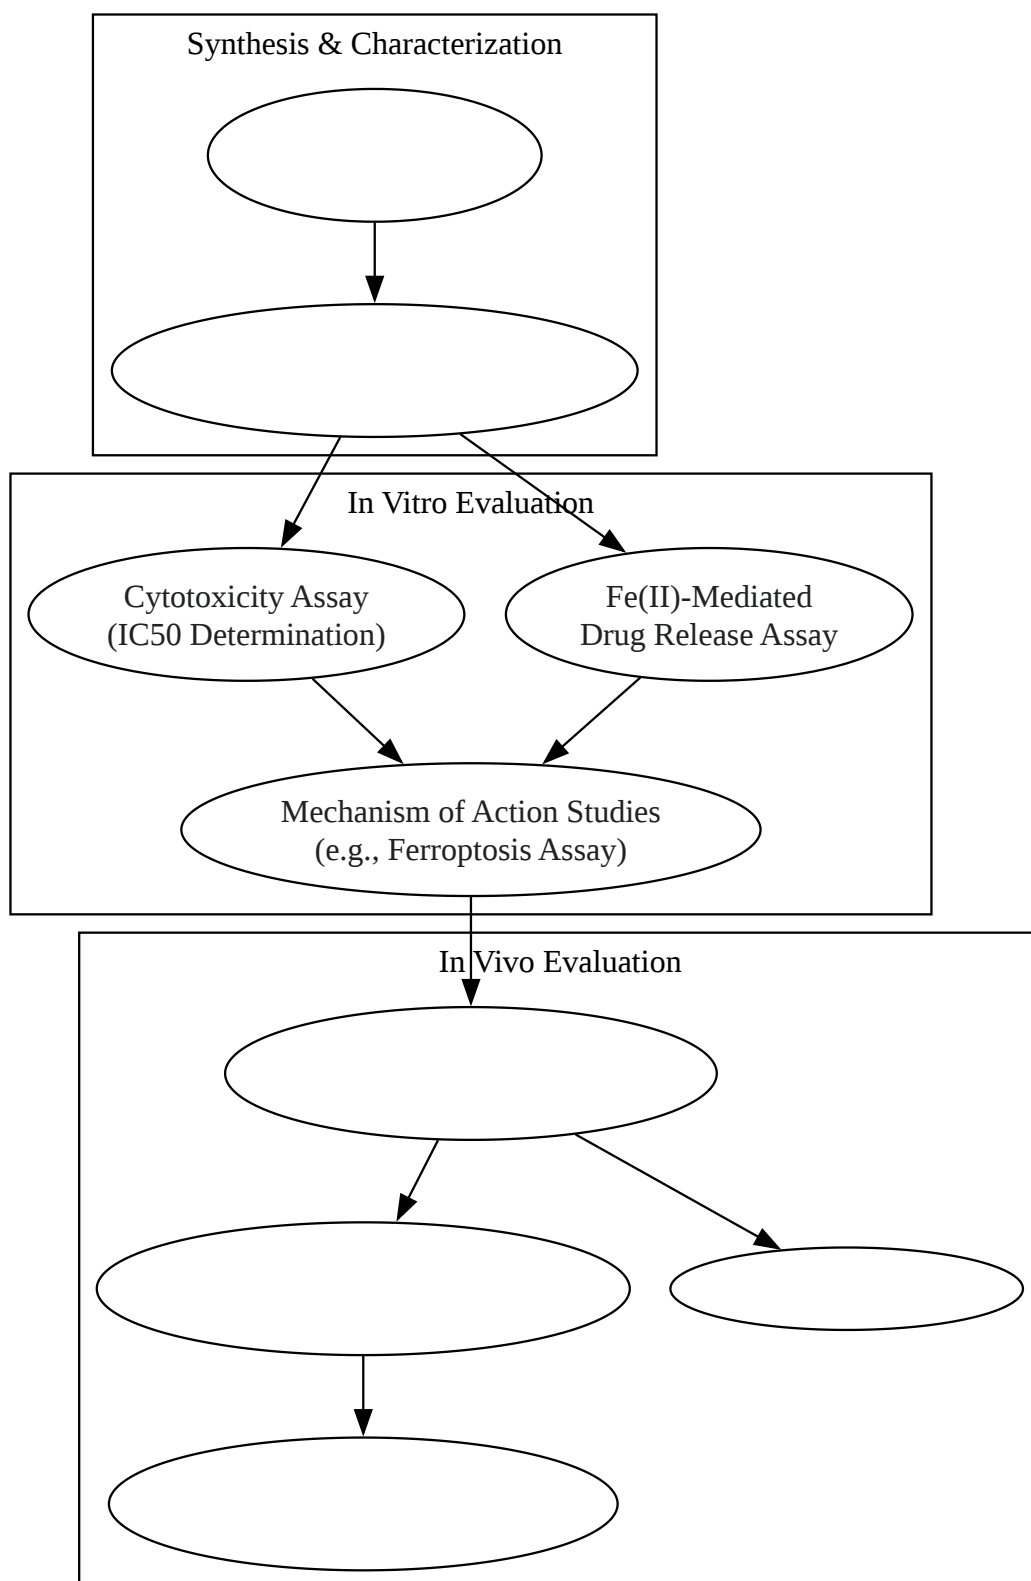 Synthesis & Characterization
In Vitro Evaluation
Cytotoxicity Assay
(IC50 Determination)
Fe(II)-Mediated
Drug Release Assay
Mechanism of Action Studies
(e.g., Ferroptosis Assay)
In Vivo Evaluation